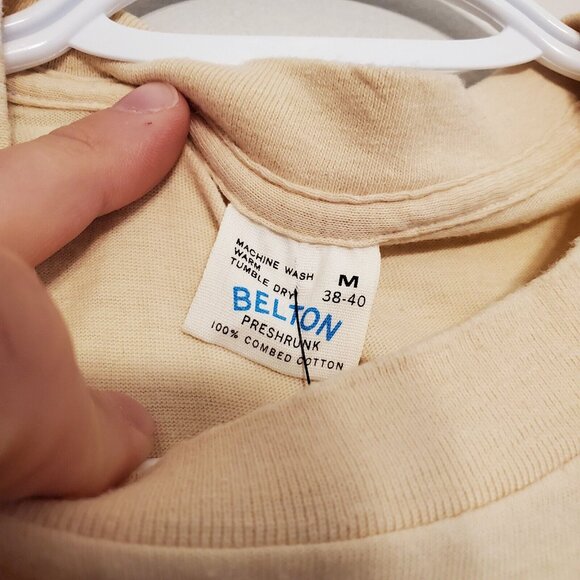 MACHINE WASH
WARM
TUMBLE DRY
M
38-40
BELTON
PRESHRUNK
100% COMBED COTTON